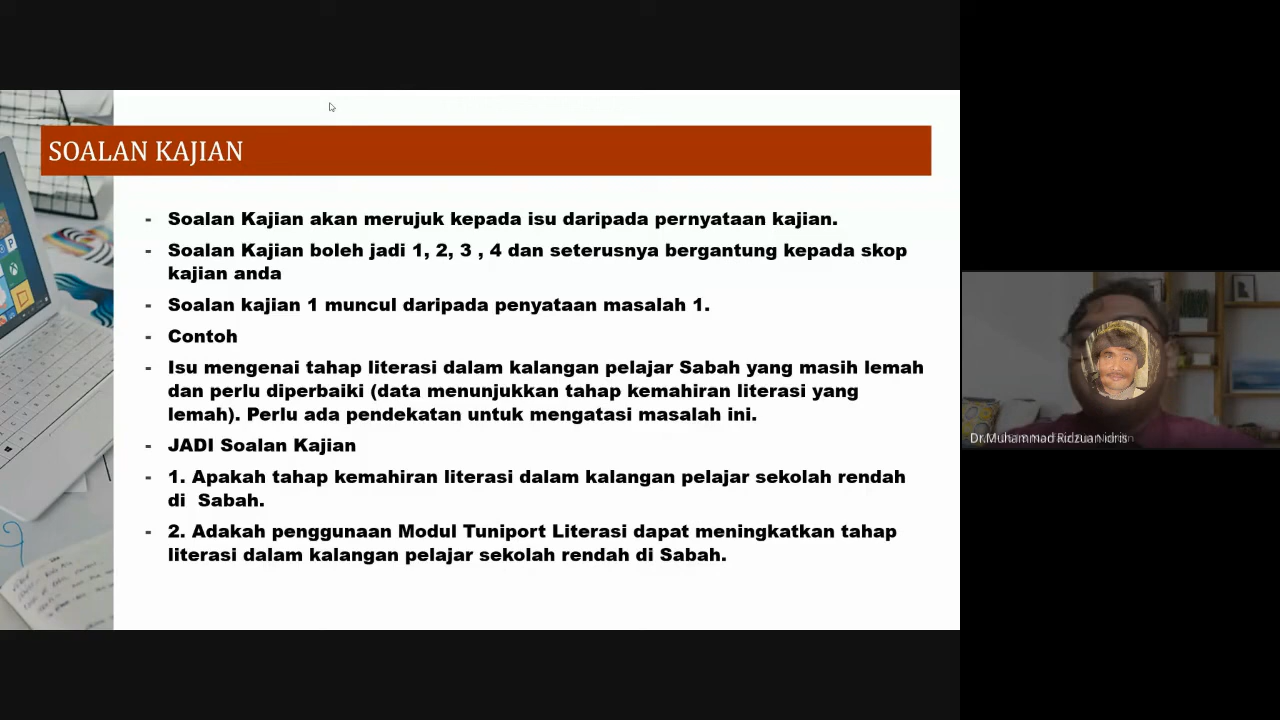 SOALAN KAJIAN
- Soalan Kajian akan merujuk kepada isu daripada pernyataan kajian.
- Soalan Kajian boleh jadi 1, 2, 3 , 4 dan seterusnya bergantung kepada skop
kajian anda
- Soalan kajian 1 muncul daripada penyataan masalah 1.
- Contoh
- Isu mengenai tahap literasi dalam kalangan pelajar Sabah yang masih lemah
dan perlu diperbaiki (data menunjukkan tahap kemahiran literasi yang
lemah). Perlu ada pendekatan untuk mengatasi masalah ini.
- JADI Soalan Kajian
- 1. Apakah tahap kemahiran literasi dalam kalangan pelajar sekolah rendah
di Sabah.
- 2. Adakah penggunaan Modul Tuniport Literasi dapat meningkatkan tahap
literasi dalam kalangan pelajar sekolah rendah di Sabah.
Dr.Muhammad Ridzuan idris